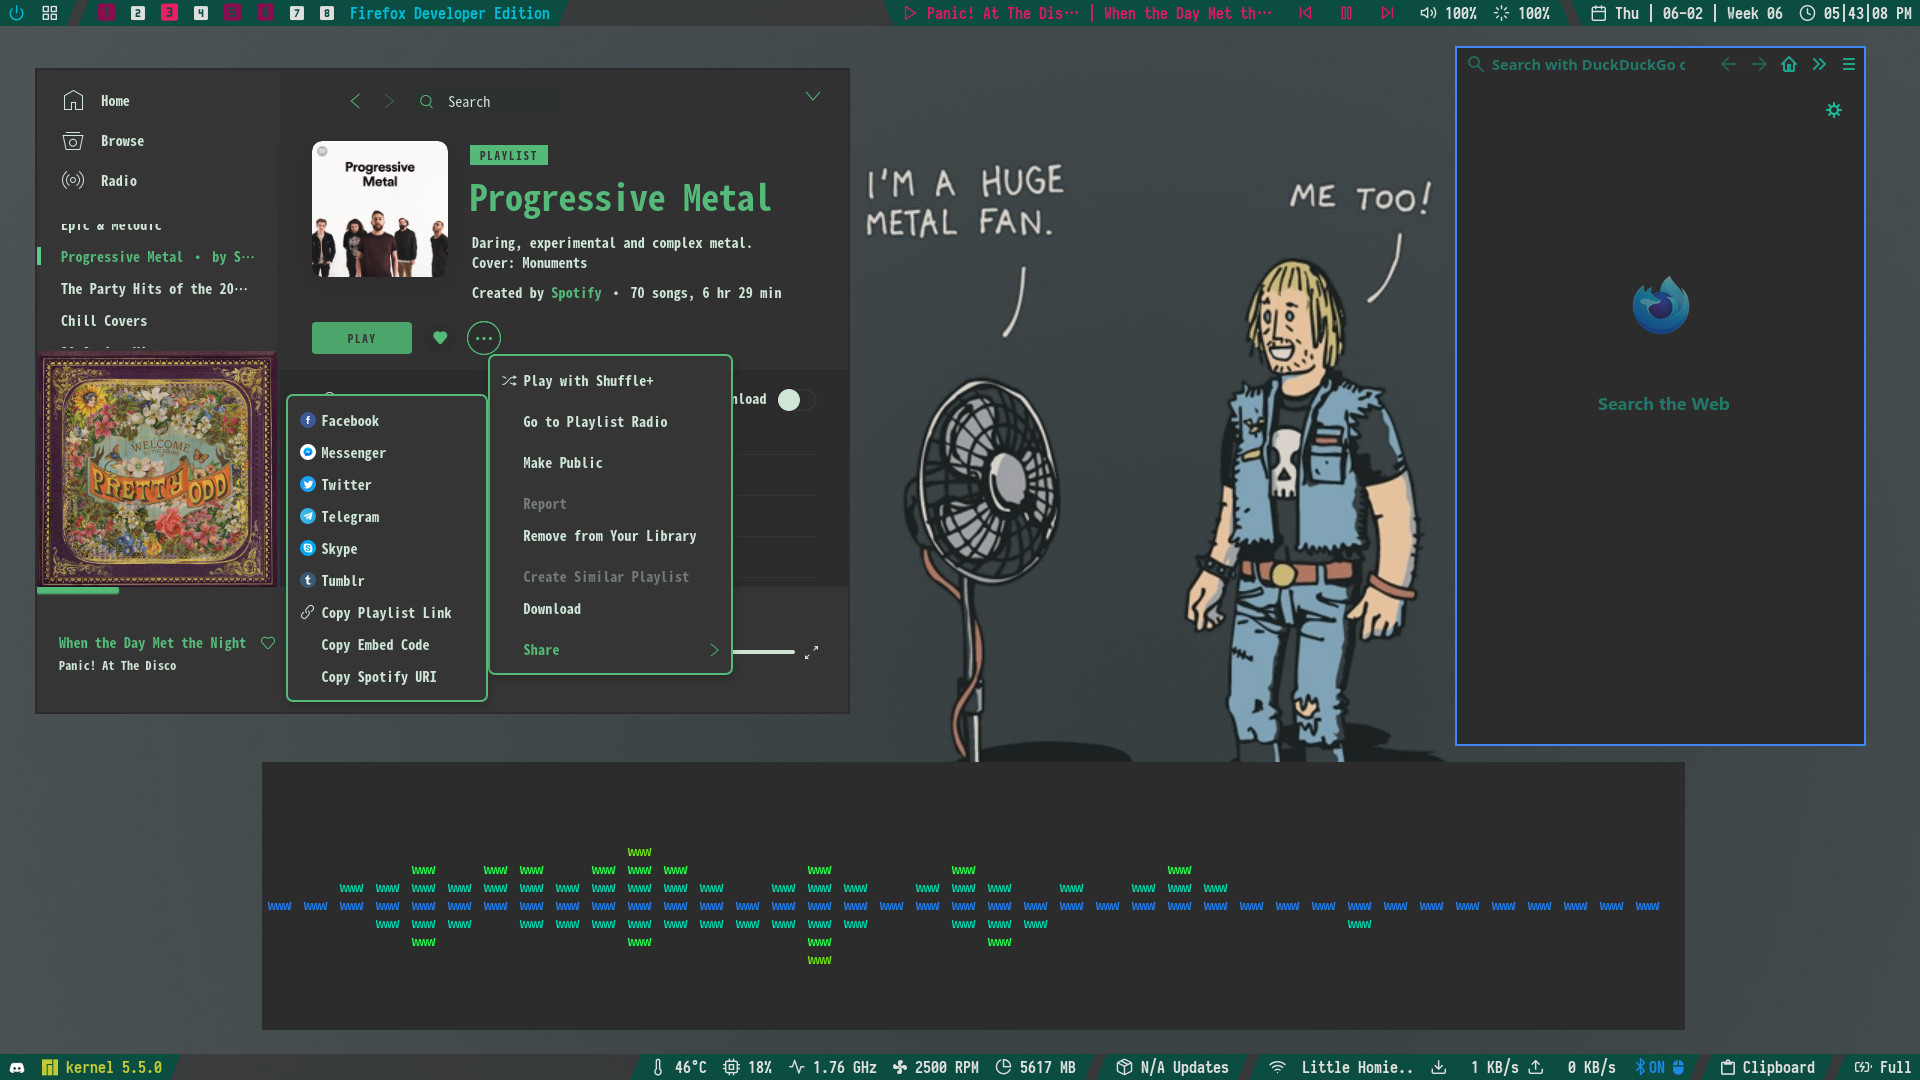 1 2 3 4 5 6 7 8 Firefox Developer Edition
Panic! At The Dis··· | When the Day Met th···
100% 100%
Thu | 06-02 | Week 06 05|43|08 PM
Home
Browse
Radio
Epic & Melodic
Progressive Metal • by S···
The Party Hits of the 20···
Chill Covers
WELCOME
PRETTY ODD
When the Day Met the Night
Panic! At The Disco
Search
Progressive
Metal
PLAYLIST
Progressive Metal
Daring, experimental and complex metal.
Cover: Monuments
Created by Spotify • 70 songs, 6 hr 29 min
PLAY
nload
Play with Shuffle+
Go to Playlist Radio
Make Public
Report
Remove from Your Library
Create Similar Playlist
Download
Share
Facebook
Messenger
Twitter
Telegram
Skype
Tumblr
Copy Playlist Link
Copy Embed Code
Copy Spotify URI
I'M A HUGE
METAL FAN.
ME TOO!
Search with DuckDuckGo o
Search the Web
kernel 5.5.0
46°C 18% 1.76 GHz 2500 RPM 5617 MB
N/A Updates
Little Homie.. 1 KB/s 0 KB/s ON
Clipboard
Full